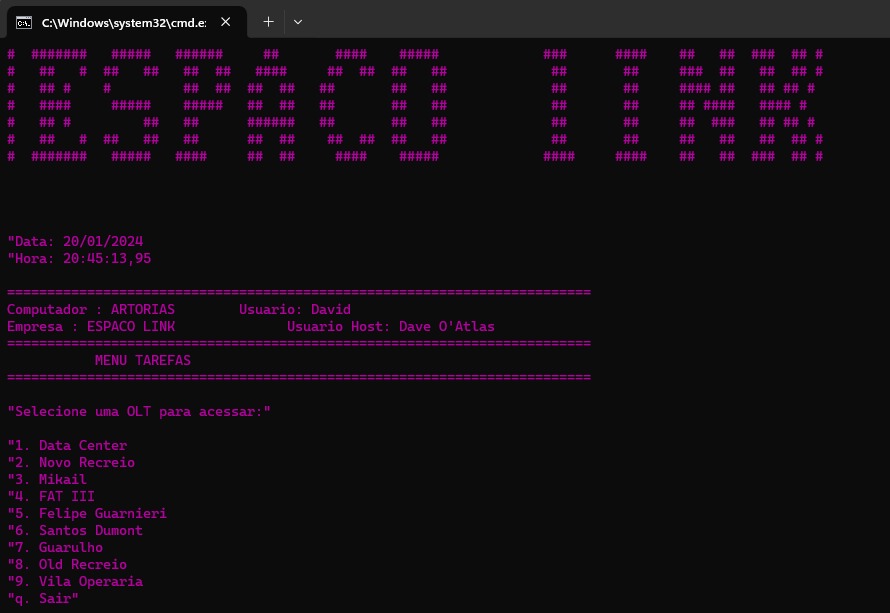 C:\Windows\system32\cmd.e:
ESPACO LINK
"Data: 20/01/2024
"Hora: 20:45:13,95
=========================================================================
Computador : ARTORIAS        Usuario: David
Empresa : ESPACO LINK              Usuario Host: Dave O'Atlas
=========================================================================
MENU TAREFAS
=========================================================================
"Selecione uma OLT para acessar:"
"1. Data Center
"2. Novo Recreio
"3. Mikail
"4. FAT III
"5. Felipe Guarnieri
"6. Santos Dumont
"7. Guarulho
"8. Old Recreio
"9. Vila Operaria
"q. Sair"